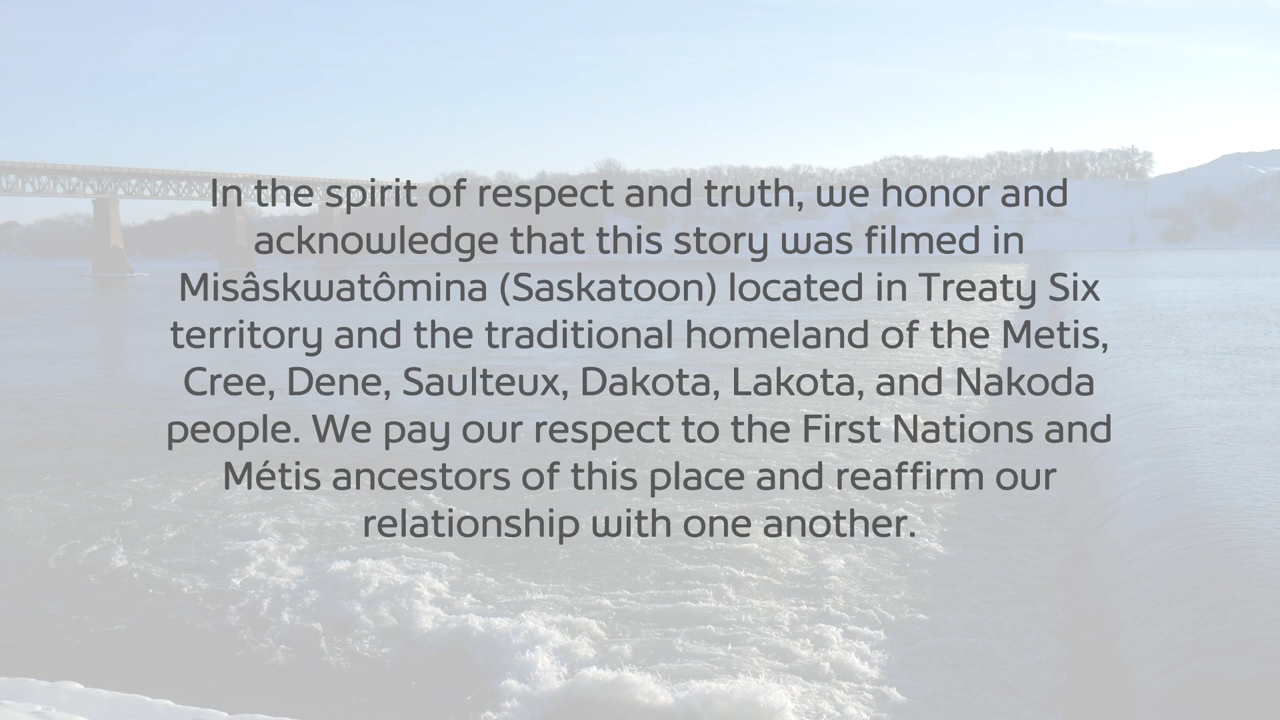 In the spirit of respect and truth, we honor and
acknowledge that this story was filmed in
Misâskwatômina (Saskatoon) located in Treaty Six
territory and the traditional homeland of the Metis,
Cree, Dene, Saulteux, Dakota, Lakota, and Nakoda
people. We pay our respect to the First Nations and
Métis ancestors of this place and reaffirm our
relationship with one another.